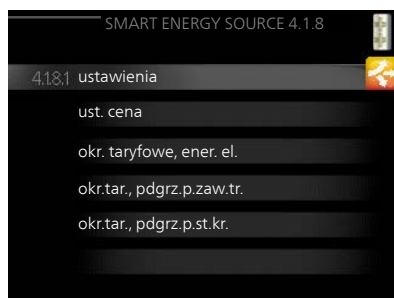 SMART ENERGY SOURCE 4.1.8
4.1.8.1 ustawienia
ust. cena
okr. taryfowe, ener. el.
okr.tar., pdgrz.p.zaw.tr.
okr.tar., pdgrz.p.st.kr.